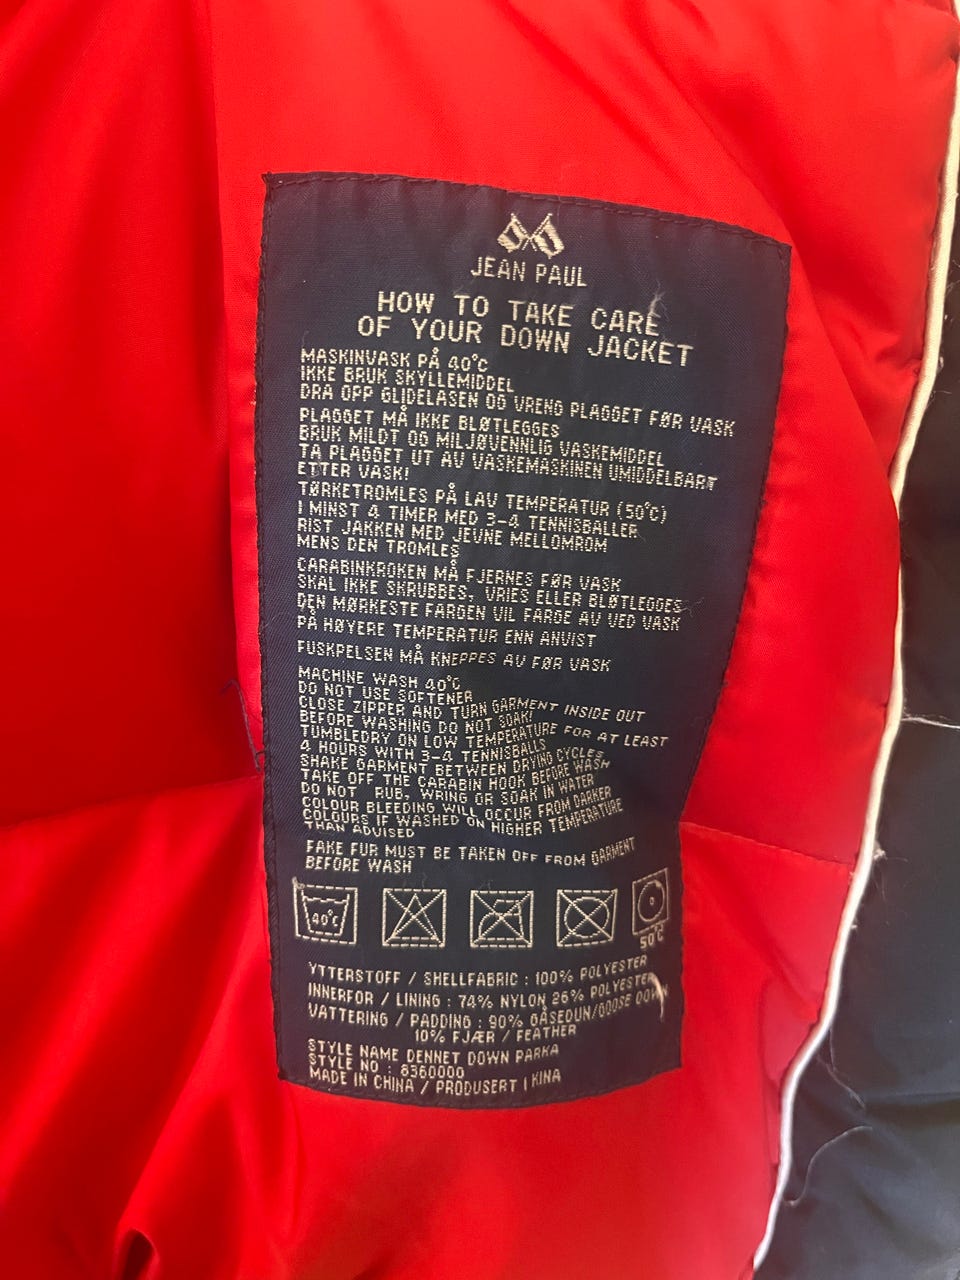 JEAN PAUL
HOW TO TAKE CARE
OF YOUR DOWN JACKET
MASKINVASK PÅ 40°C
IKKE BRUK SKYLLEMIDDEL
DRA OPP GLIDELASEN OG VREND PLAGGET FØR VASK
PLAGGET MÅ IKKE BLØTLEGGES
BRUK MILDT OG MILJØVENNLIG VASKEMIDDEL
TA PLAGGET UT AV VASKEMASKINEN UMIDDELBART
ETTER VASK!
TØRKETROMLES PÅ LAV TEMPERATUR (50°C)
I MINST 4 TIMER MED 3-4 TENNISBALLER
RIST JAKKEN MED JEVNE MELLOMROM
MENS DEN TROMLES
CARABINKROKEN MÅ FJERNES FØR VASK
SKAL IKKE SKRUBBES, VRIES ELLER BLØTLEGGES
DEN MØRKESTE FARGEN VIL FARGE AV VED VASK
PÅ HØYERE TEMPERATUR ENN ANVIST
FUSKPELSEN MÅ KNEPPES AV FØR VASK
MACHINE WASH 40°C
DO NOT USE SOFTENER
CLOSE ZIPPER AND TURN GARMENT INSIDE OUT
BEFORE WASHING DO NOT SOAK!
TUMBLEDRY ON LOW TEMPERATURE FOR AT LEAST
4 HOURS WITH 3-4 TENNISBALLS
SHAKE GARMENT BETWEEN DRYING CYCLES
TAKE OFF THE CARABIN HOOK BEFORE WASH
DO NOT RUB, WRING OR SOAK IN WATER
COLOUR BLEEDING WILL OCCUR FROM DARKER
COLOURS IF WASHED ON HIGHER TEMPERATURE
THAN ADVISED
FAKE FUR MUST BE TAKEN OFF FROM GARMENT
BEFORE WASH
40°C
50°C
YTTERSTOFF / SHELLFABRIC : 100% POLYESTER
INNERFOR / LINING : 74% NYLON 26% POLYESTER
VATTERING / PADDING : 90% GÅSEDUN/GOOSE DOWN
10% FJÆR / FEATHER
STYLE NAME DENNET DOWN PARKA
STYLE NO : 8360000
MADE IN CHINA / PRODUSERT I KINA